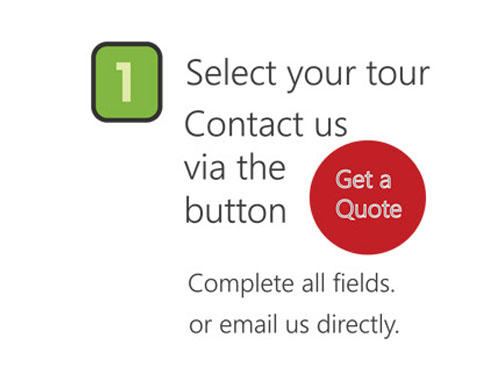 1
Select your tour
Contact us
via the
button
Get a
Quote
Complete all fields.
or email us directly.